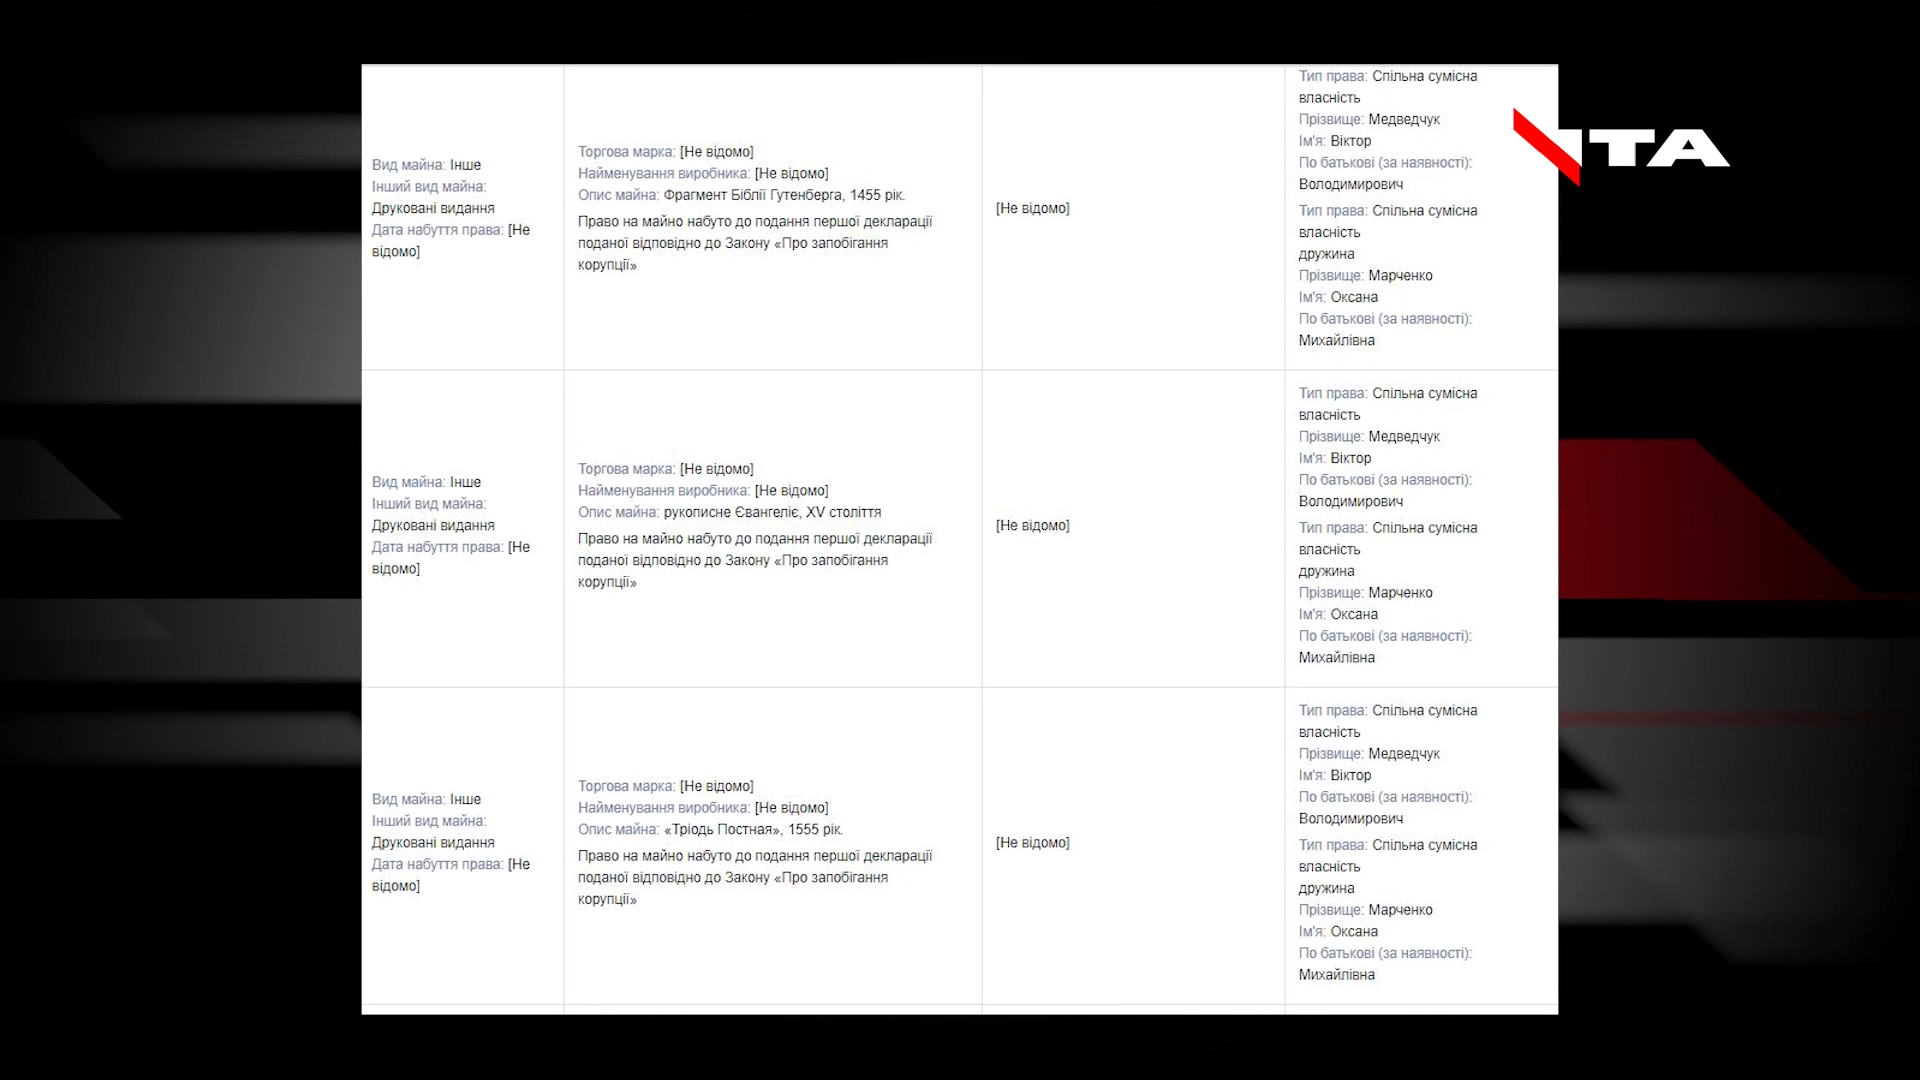 Вид майна: Інше
Інший вид майна:
Друковані видання
Дата набуття права: [Не
відомо]
Торгова марка: [Не відомо]
Найменування виробника: [Не відомо]
Опис майна: Фрагмент Біблії Гутенберга, 1455 рік.
Право на майно набуто до подання першої декларації
поданої відповідно до Закону «Про запобігання
корупції»
[Не відомо]
Тип права: Спільна сумісна
власність
Прізвище: Медведчук
Ім'я: Віктор
По батькові (за наявності):
Володимирович
Тип права: Спільна сумісна
власність
дружина
Прізвище: Марченко
Ім'я: Оксана
По батькові (за наявності):
Михайлівна
НТА
Вид майна: Інше
Інший вид майна:
Друковані видання
Дата набуття права: [Не
відомо]
Торгова марка: [Не відомо]
Найменування виробника: [Не відомо]
Опис майна: рукописне Євангеліє, XV століття
Право на майно набуто до подання першої декларації
поданої відповідно до Закону «Про запобігання
корупції»
[Не відомо]
Тип права: Спільна сумісна
власність
Прізвище: Медведчук
Ім'я: Віктор
По батькові (за наявності):
Володимирович
Тип права: Спільна сумісна
власність
дружина
Прізвище: Марченко
Ім'я: Оксана
По батькові (за наявності):
Михайлівна
Вид майна: Інше
Інший вид майна:
Друковані видання
Дата набуття права: [Не
відомо]
Торгова марка: [Не відомо]
Найменування виробника: [Не відомо]
Опис майна: «Тріодь Постная», 1555 рік.
Право на майно набуто до подання першої декларації
поданої відповідно до Закону «Про запобігання
корупції»
[Не відомо]
Тип права: Спільна сумісна
власність
Прізвище: Медведчук
Ім'я: Віктор
По батькові (за наявності):
Володимирович
Тип права: Спільна сумісна
власність
дружина
Прізвище: Марченко
Ім'я: Оксана
По батькові (за наявності):
Михайлівна